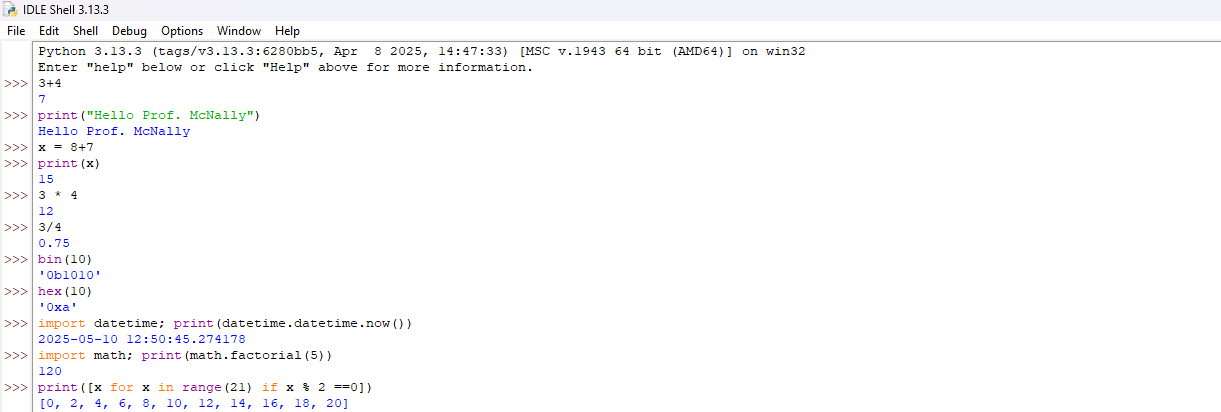 IDLE Shell 3.13.3
File Edit Shell Debug Options Window Help
Python 3.13.3 (tags/v3.13.3:6280bb5, Apr  8 2025, 14:47:33) [MSC v.1943 64 bit (AMD64)] on win32
Enter "help" below or click "Help" above for more information.
>>> 3+4
7
>>> print("Hello Prof. McNally")
Hello Prof. McNally
>>> x = 8+7
>>> print(x)
15
>>> 3 * 4
12
>>> 3/4
0.75
>>> bin(10)
'0b1010'
>>> hex(10)
'0xa'
>>> import datetime; print(datetime.datetime.now())
2025-05-10 12:50:45.274178
>>> import math; print(math.factorial(5))
120
>>> print([x for x in range(21) if x % 2 ==0])
[0, 2, 4, 6, 8, 10, 12, 14, 16, 18, 20]